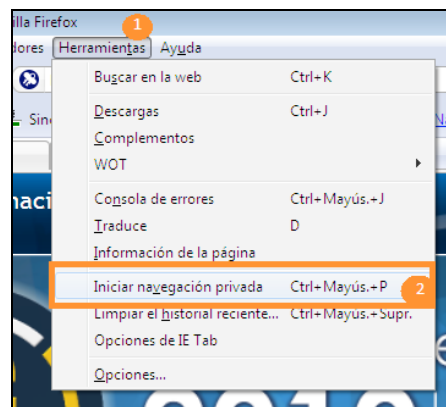 illa Firefox
1
dores Herramientas Ayuda
Buscar en la web Ctrl+K
Descargas Ctrl+J
Sin
Complementos
WOT
naci
Consola de errores Ctrl+Mayús.+J
Traduce D
Información de la página
Iniciar navegación privada Ctrl+Mayús.+P 2
Limpiar el historial reciente... Ctrl+Mayús.+Supr.
Opciones de IE Tab
Opciones...